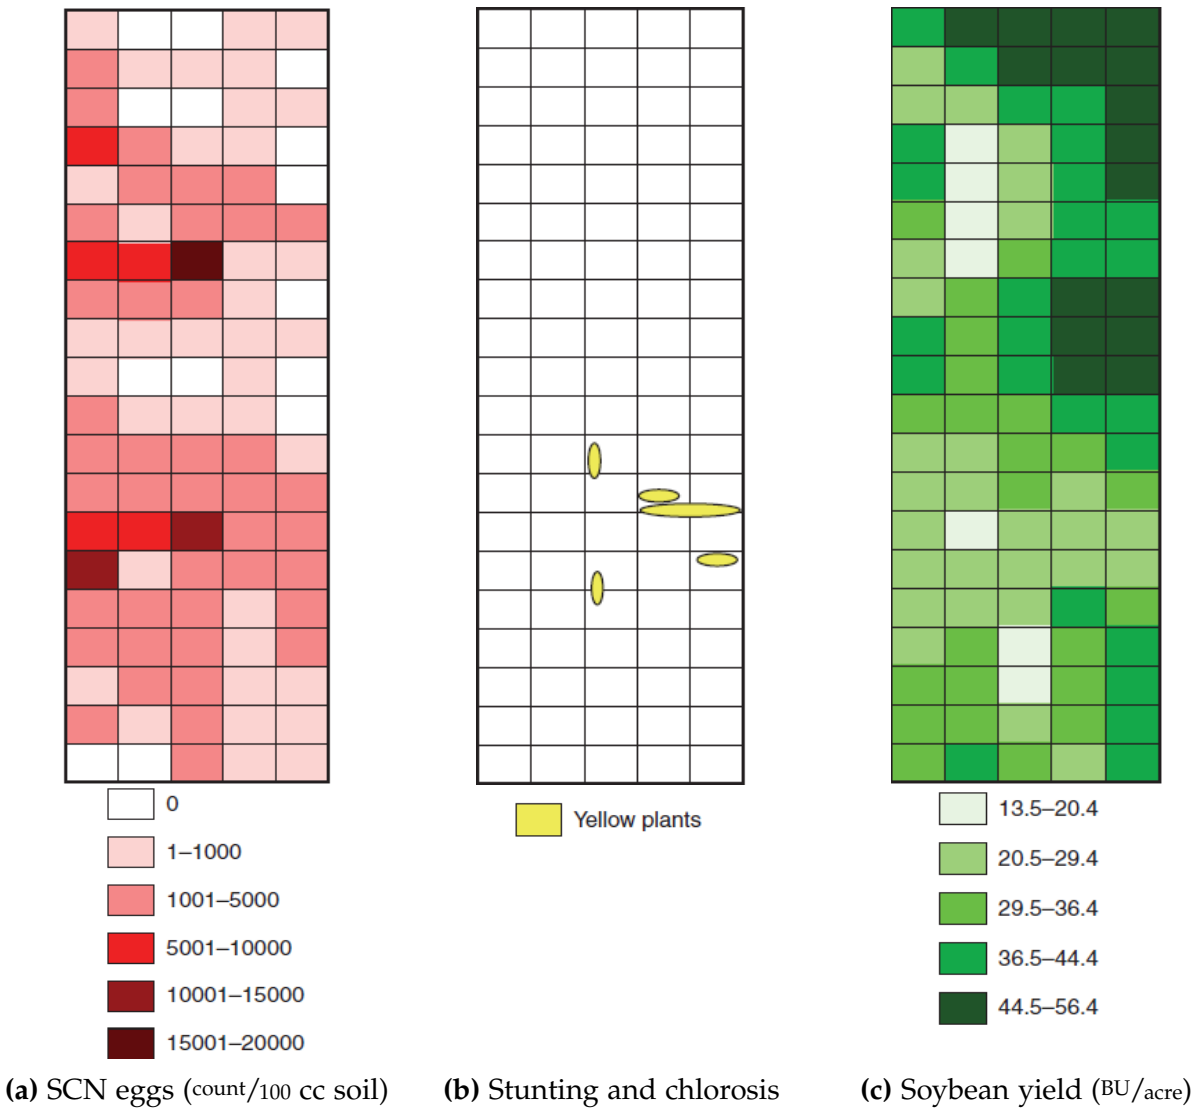 0
1–1000
1001–5000
5001–10000
10001–15000
15001–20000
(a) SCN eggs (count/100 cc soil)
Yellow plants
(b) Stunting and chlorosis
13.5–20.4
20.5–29.4
29.5–36.4
36.5–44.4
44.5–56.4
(c) Soybean yield (BU/acre)